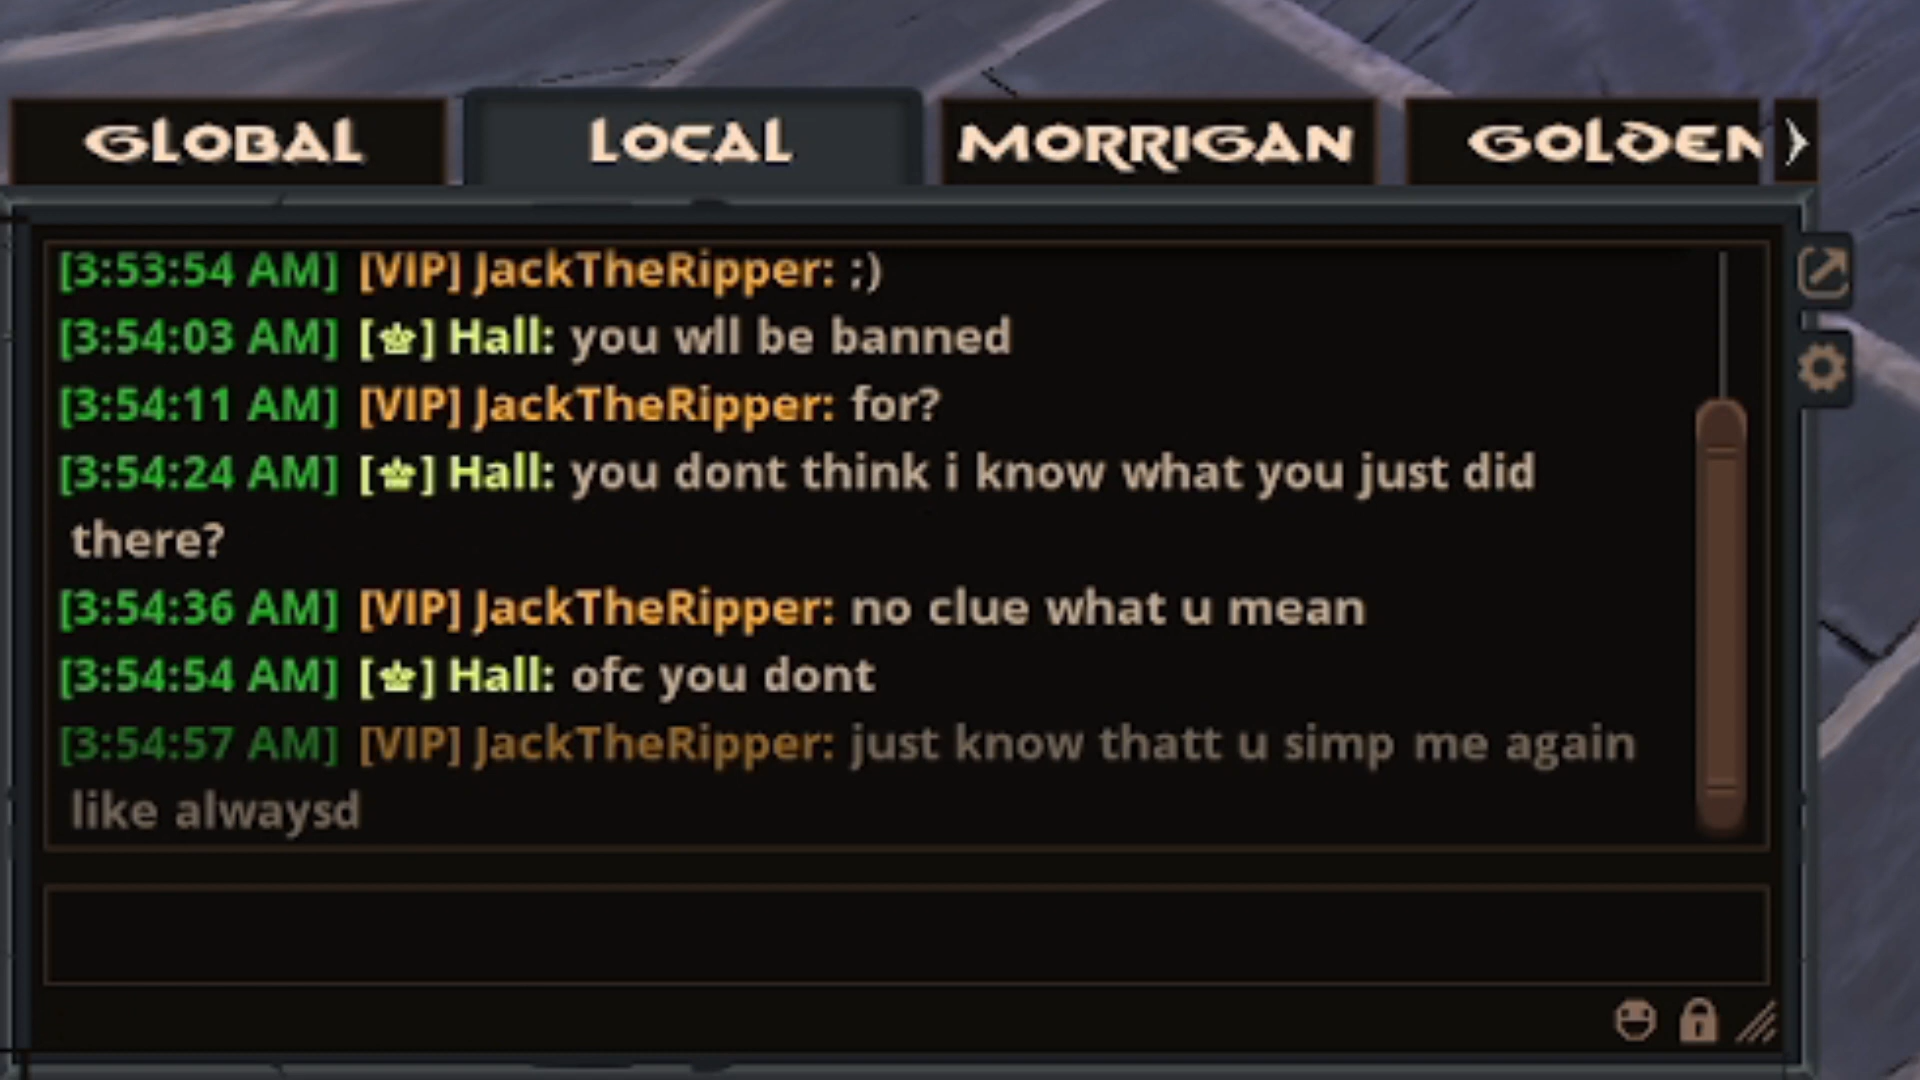 GLOBAL LOCAL MORRIGAN GOLDEN
[3:53:54 AM] [VIP] JackTheRipper: ;)
[3:54:03 AM] [♚] Hall: you wll be banned
[3:54:11 AM] [VIP] JackTheRipper: for?
[3:54:24 AM] [♚] Hall: you dont think i know what you just did
there?
[3:54:36 AM] [VIP] JackTheRipper: no clue what u mean
[3:54:54 AM] [♚] Hall: ofc you dont
[3:54:57 AM] [VIP] JackTheRipper: just know thatt u simp me again
like alwaysd